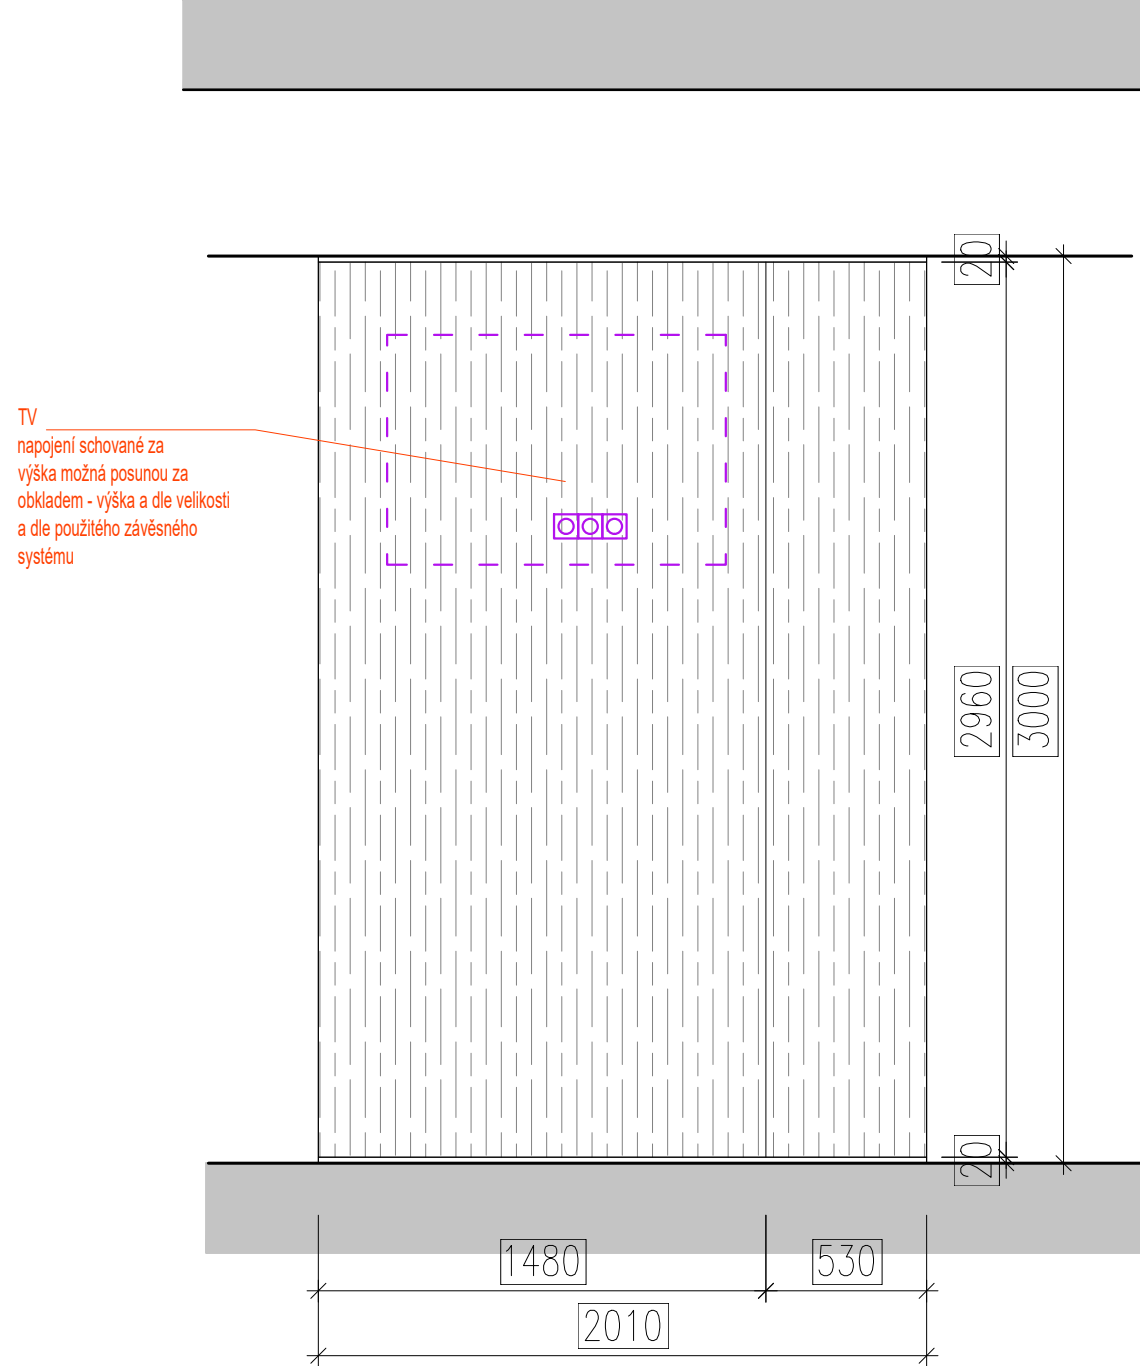 20
TV
napojení schované za
výška možná posunou za
obkladem - výška a dle velikosti
a dle použitého závěsného
systému
2960
3000
20
1480
530
2010